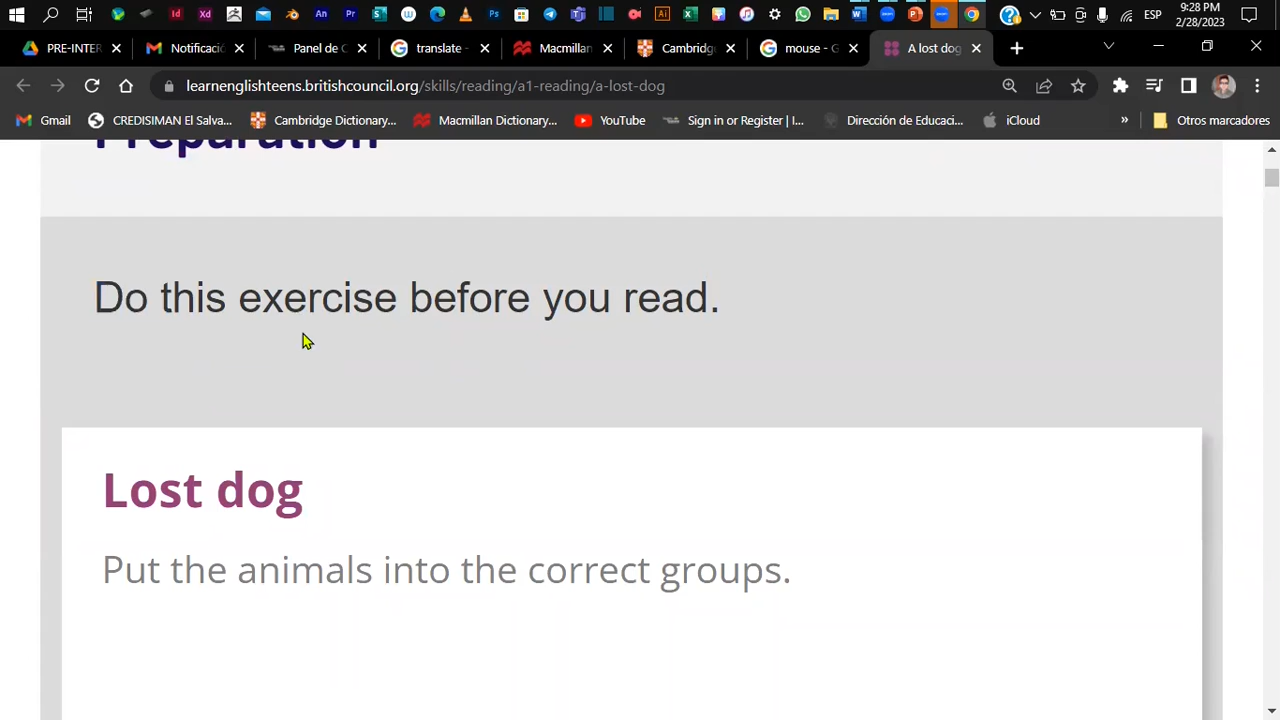 9:28 PM
ESP
2/28/2023
PRE-INTER
Notificació
Panel de C
translate -
Macmillan
Cambridge
mouse - G
A lost dog
learnenglishteens.britishcouncil.org/skills/reading/a1-reading/a-lost-dog
Gmail
CREDISIMAN El Salva...
Cambridge Dictionary...
Macmillan Dictionary...
YouTube
Sign in or Register | I...
Dirección de Educaci...
iCloud
»
Otros marcadores
Preparation
Do this exercise before you read.
Lost dog
Put the animals into the correct groups.